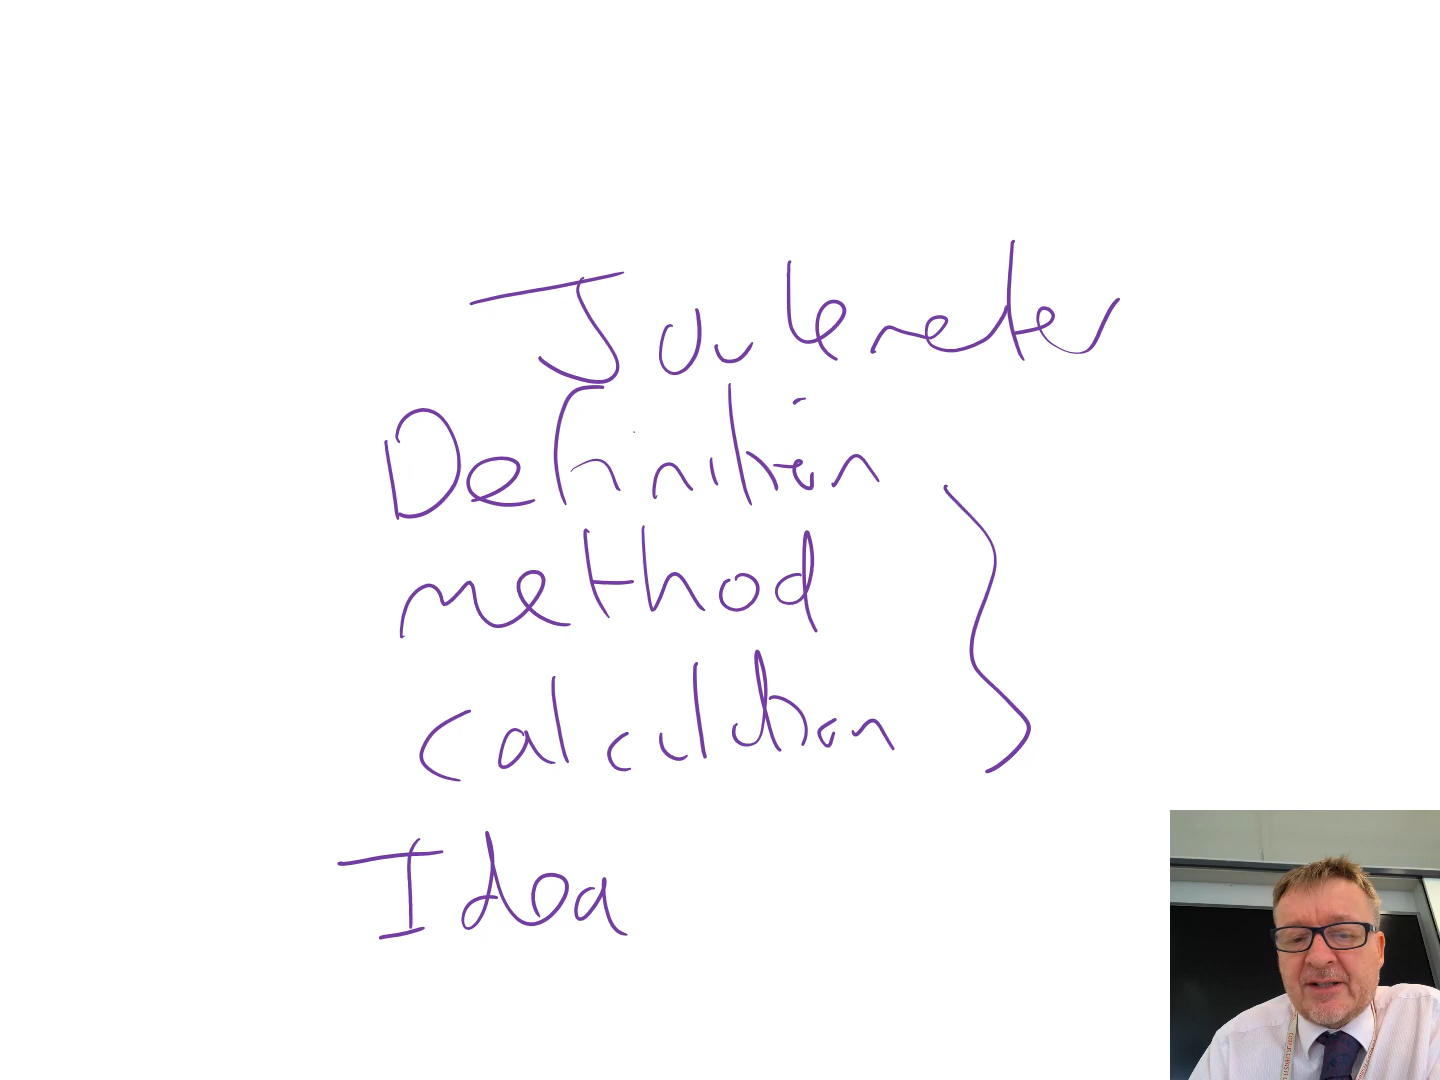 Joulemeter
Definition
method
calculation
Idea